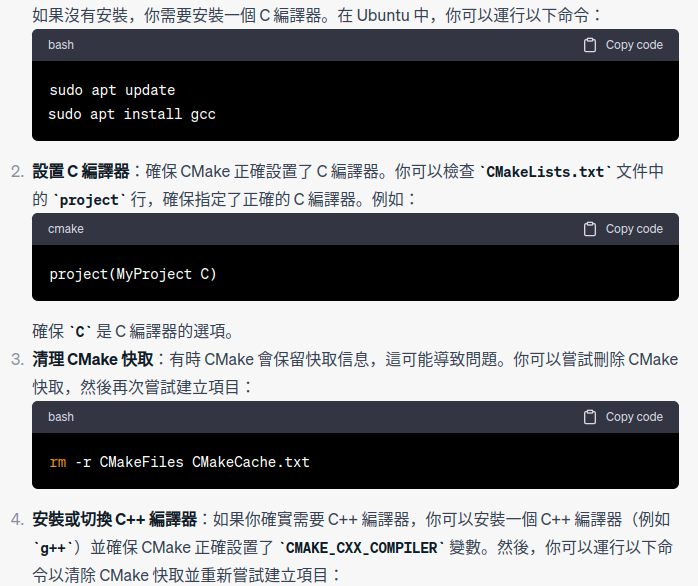 如果沒有安裝，你需要安裝一個 C 編譯器。在 Ubuntu 中，你可以運行以下命令：
bash Copy code
sudo apt update
sudo apt install gcc
2. 設置 C 編譯器：確保 CMake 正確設置了 C 編譯器。你可以檢查 `CMakeLists.txt` 文件中
的 `project` 行，確保指定了正確的 C 編譯器。例如：
cmake Copy code
project(MyProject C)
確保 `C` 是 C 編譯器的選項。
3. 清理 CMake 快取：有時 CMake 會保留快取信息，這可能導致問題。你可以嘗試刪除 CMake
快取，然後再次嘗試建立項目：
bash Copy code
rm -r CMakeFiles CMakeCache.txt
4. 安裝或切換 C++ 編譯器：如果你確實需要 C++ 編譯器，你可以安裝一個 C++ 編譯器（例如
`g++`）並確保 CMake 正確設置了 `CMAKE_CXX_COMPILER` 變數。然後，你可以運行以下命
令以清除 CMake 快取並重新嘗試建立項目：